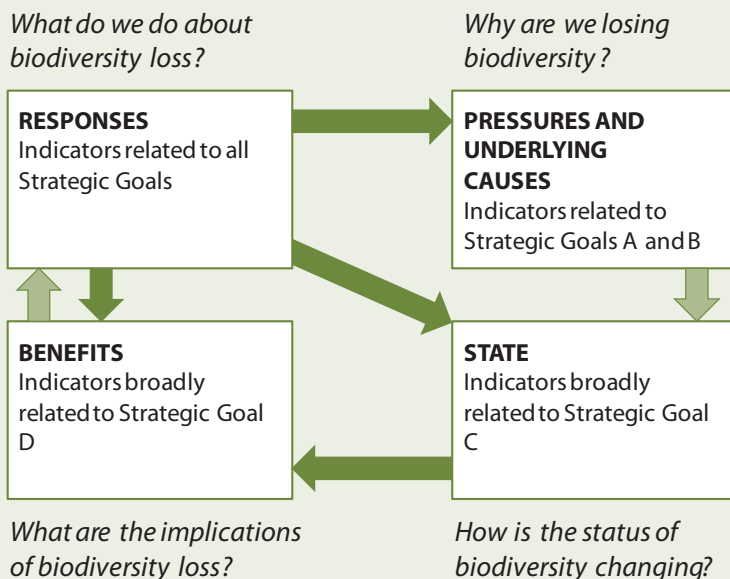 What do we do about
biodiversity loss?
Why are we losing
biodiversity?
RESPONSES
Indicators related to all
Strategic Goals
PRESSURES AND
UNDERLYING
CAUSES
Indicators related to
Strategic Goals A and B
BENEFITS
Indicators broadly
related to Strategic Goal
D
STATE
Indicators broadly
related to Strategic Goal
C
What are the implications
of biodiversity loss?
How is the status of
biodiversity changing?